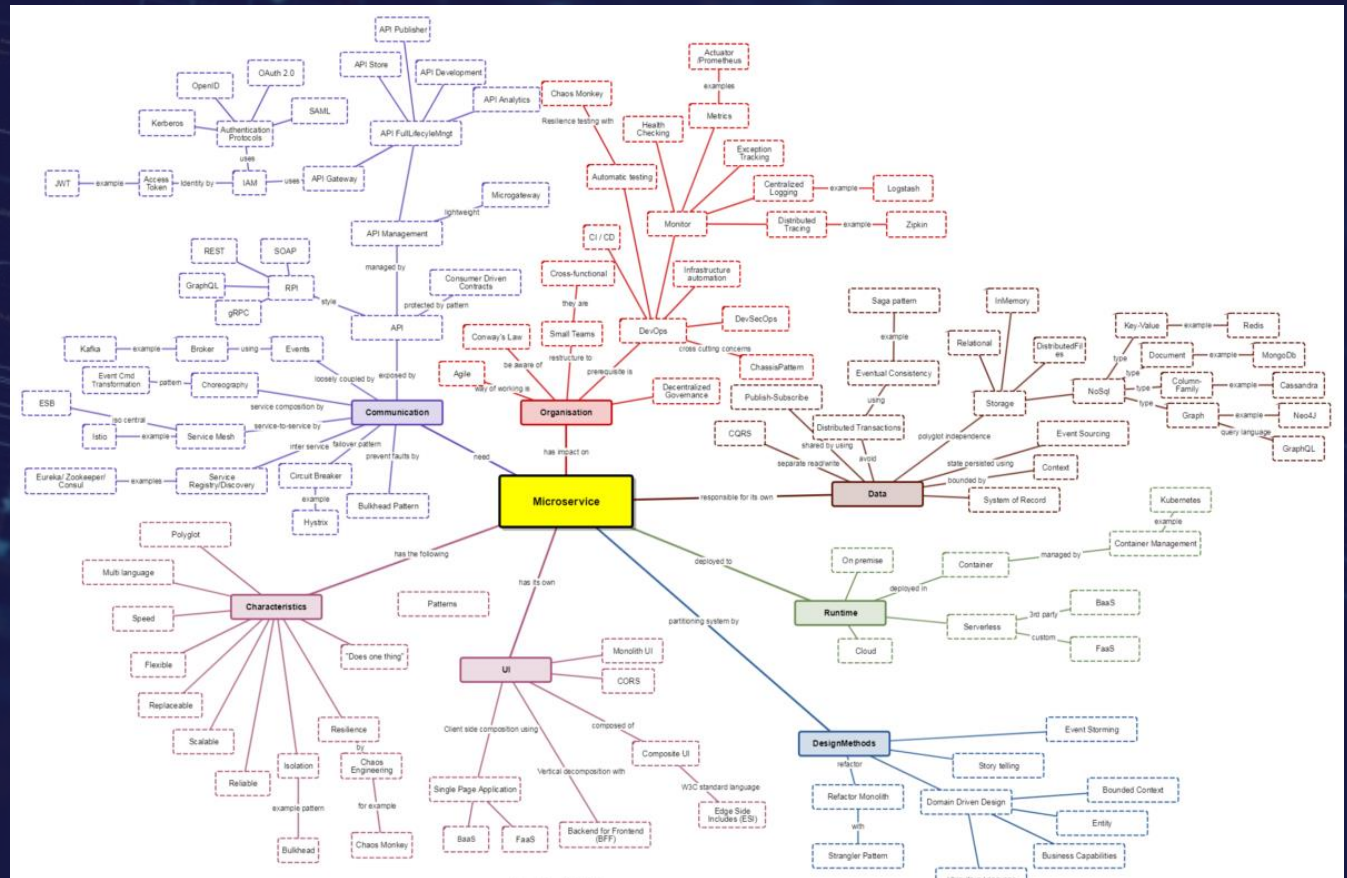 API Publisher
API Store
API Development
API Analytics
OAuth 2.0
OpenID
SAML
Kerberos
Authentication
Protocols
API FullLifecyleMngt
uses
JWT
example
Access
Token
Identity by
IAM
uses
API Gateway
Microgateway
lightweight
API Management
managed by
REST
SOAP
GraphQL
RPI
gRPC
style
Consumer Driven
Contracts
protected by pattern
API
exposed by
Kafka
example
Broker
using
Events
loosely coupled by
Event Cmd
Transformation
pattern
Choreography
service composition by
ESB
iso central
Istio
example
Service Mesh
service-to-service by
Communication
Eureka/ Zookeeper/
Consul
examples
Service
Registry/Discovery
inter service
failover pattern
prevent faults by
need
Circuit Breaker
example
Hystrix
Bulkhead Pattern
Actuator
/Prometheus
examples
Metrics
Chaos Monkey
Resilience testing with
Health
Checking
Exception
Tracking
Automatic testing
Centralized
Logging
example
Logstash
Monitor
Distributed
Tracing
example
Zipkin
CI / CD
Cross-functional
they are
Infrastructure
automation
Small Teams
DevOps
DevSecOps
Conway's Law
be aware of
restructure to
cross cutting concerns
ChassisPattern
Agile
way of working is
prerequisite is
Decentralized
Governance
Organisation
has impact on
Microservice
Saga pattern
example
Eventual Consistency
using
InMemory
Relational
DistributedFil
es
Storage
Key-Value
example
Redis
type
Document
example
MongoDb
type
NoSql
type
Column-
Family
example
Cassandra
type
Graph
example
Neo4J
query language
GraphQL
Publish-Subscribe
Distributed Transactions
polyglot independence
CQRS
shared by using
avoid
separate read/write
Event Sourcing
state persisted using
Context
bounded by
System of Record
Data
responsible for its own
Kubernetes
example
Container Management
managed by
Container
On premise
deployed in
deployed to
Runtime
Serverless
3rd party
BaaS
custom
FaaS
Cloud
Polyglot
has the following
Multi language
Characteristics
Speed
"Does one thing"
Flexible
Replaceable
Scalable
Reliable
Isolation
example pattern
Bulkhead
Resilience
by
Chaos
Engineering
for example
Chaos Monkey
Patterns
has its own
UI
Monolith UI
CORS
Client side composition using
composed of
Composite UI
Vertical decomposition with
W3C standard language
Edge Side
Includes (ESI)
Single Page Application
BaaS
FaaS
Backend for Frontend
(BFF)
partitioning system by
DesignMethods
Event Storming
refactor
Story telling
Refactor Monolith
with
Strangler Pattern
Domain Driven Design
Bounded Context
Entity
Business Capabilities